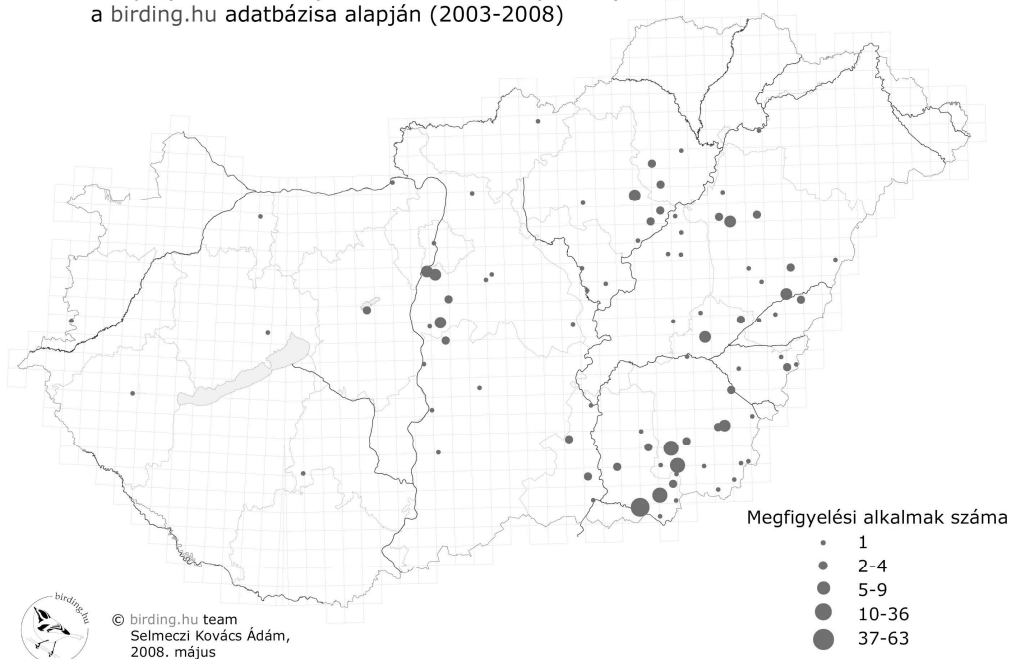 a birding.hu adatbázisa alapján (2003-2008)
Megfigyelési alkalmak száma
1
2-4
5-9
10-36
37-63
birding.hu
© birding.hu team
Selmeczi Kovács Ádám,
2008. május